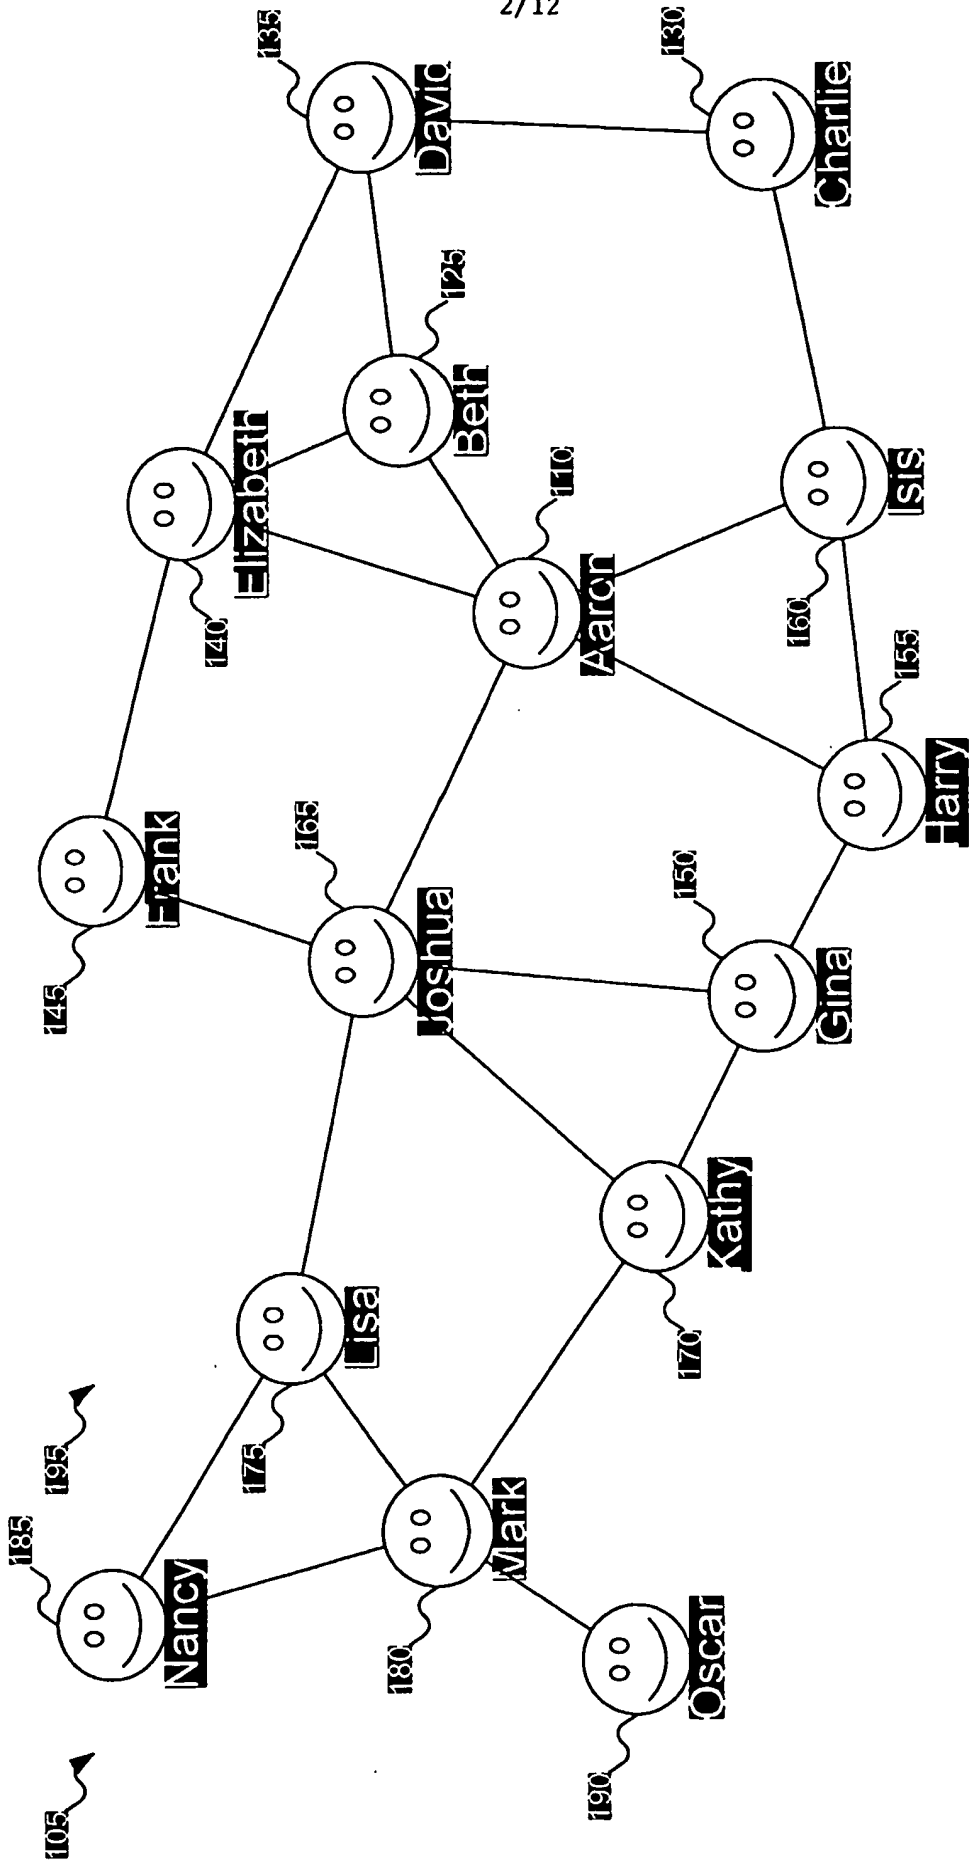 2/12
105
195
185
Nancy
145
Frank
140
Elizabeth
135
David
175
Lisa
165
Joshua
125
Beth
180
Mark
110
Aaron
190
Oscar
170
Kathy
150
Gina
130
Charlie
160
Isis
155
Harry